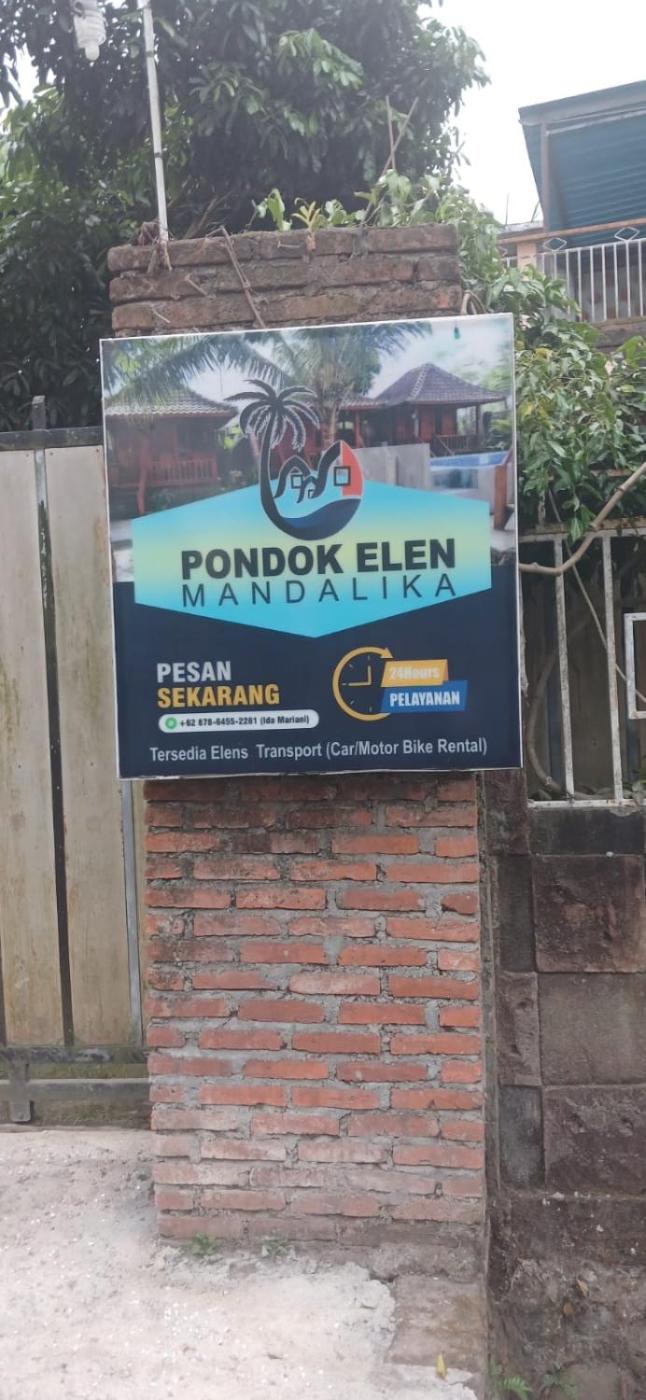 PONDOK ELEN
MANDALIKA
PESAN
SEKARANG
24Hours
PELAYANAN
+62 878-6455-2281 (Ida Mariani)
Tersedia Elens Transport (Car/Motor Bike Rental)